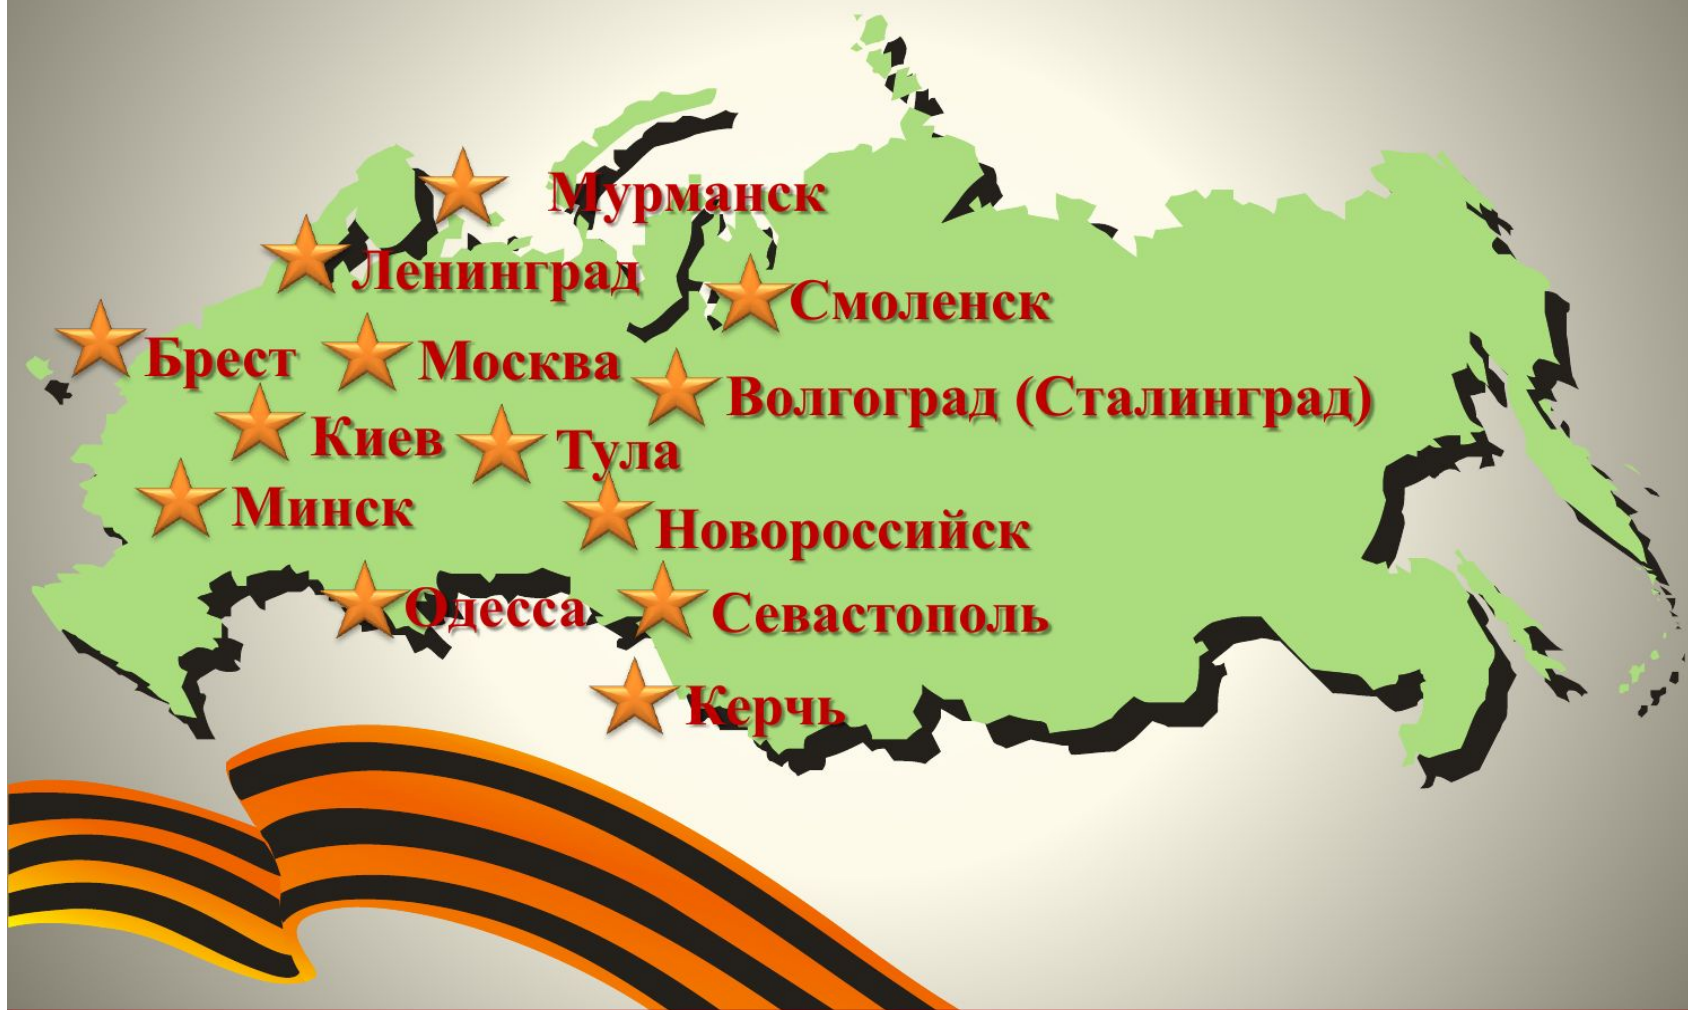 Мурманск
Ленинград
Смоленск
Брест
Москва
Волгоград (Сталинград)
Киев
Тула
Минск
Новороссийск
Одесса
Севастополь
Керчь